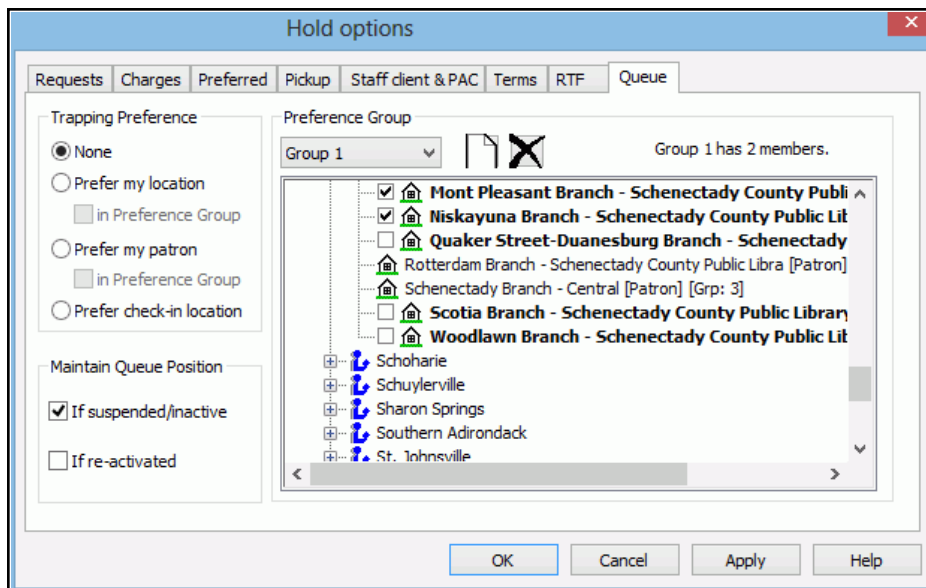 Hold options
Requests Charges Preferred Pickup Staff client & PAC Terms RTF Queue
Trapping Preference
None
Prefer my location
in Preference Group
Prefer my patron
in Preference Group
Prefer check-in location
Maintain Queue Position
If suspended/inactive
If re-activated
Preference Group
Group 1
Group 1 has 2 members.
Mont Pleasant Branch - Schenectady County Publi
Niskayuna Branch - Schenectady County Public Lib
Quaker Street-Duanesburg Branch - Schenectady
Rotterdam Branch - Schenectady County Public Libra [Patron]
Schenectady Branch - Central [Patron] [Grp: 3]
Scotia Branch - Schenectady County Public Library
Woodlawn Branch - Schenectady County Public Lib
Schoharie
Schuylerville
Sharon Springs
Southern Adirondack
St. Johnsville
OK Cancel Apply Help